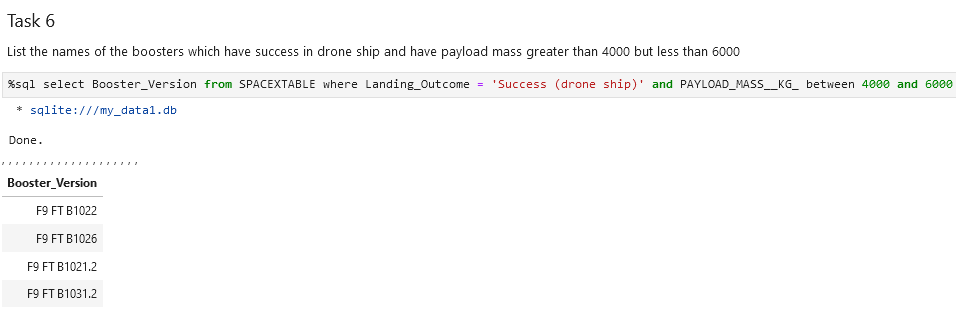 Task 6
List the names of the boosters which have success in drone ship and have payload mass greater than 4000 but less than 6000
%sql select Booster_Version from SPACEXTABLE where Landing_Outcome = 'Success (drone ship)' and PAYLOAD_MASS__KG_ between 4000 and 6000
* sqlite:///my_data1.db
Done.
,,,,,,,,,,,,,,,,,,,,
Booster_Version
F9 FT B1022
F9 FT B1026
F9 FT B1021.2
F9 FT B1031.2